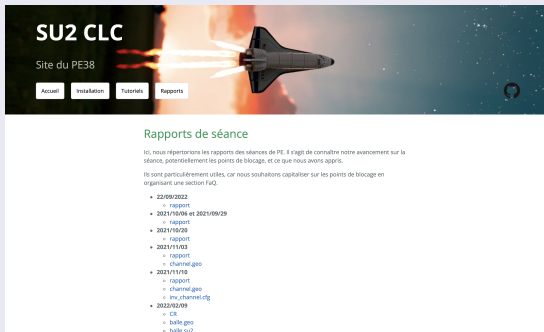 SU2 CLC
Site du PE38
Accueil
Installation
Tutoriels
Rapports
Rapports de séance
Ici, nous répertorions les rapports des séances de PE. Il s'agit de connaître notre avancement sur la
séance, potentiellement les points de blocage, et ce que nous avons appris.
Ils sont particulièrement utiles, car nous souhaitons capitaliser sur les points de blocage en
organisant une section FaQ.
22/09/2022
rapport
2021/10/06 et 2021/09/29
rapport
2021/10/20
rapport
2021/11/03
rapport
channel.geo
2021/11/10
rapport
channel.geo
inv_channel.cfg
2022/02/09
CR
balle.geo
balle.su2